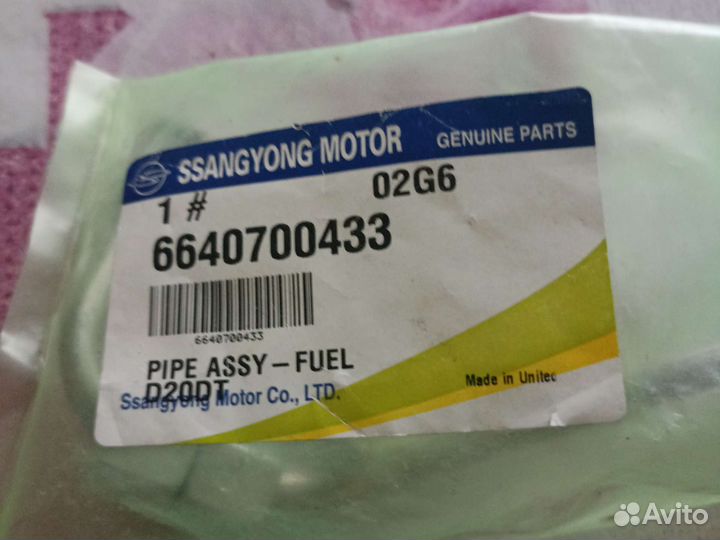 SSANGYONG MOTOR GENUINE PARTS
1 # 02G6
6640700433
6640700433
PIPE ASSY-FUEL
D20DT
Ssangyong Motor Co., LTD. Made in United
Avito